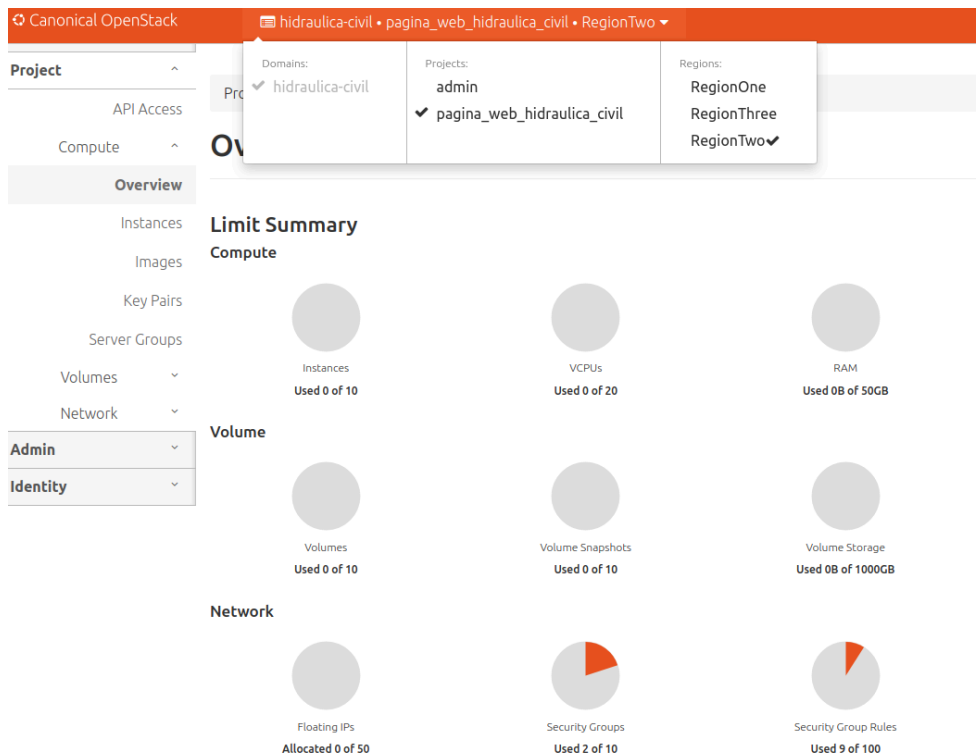 Canonical OpenStack
hidraulica-civil • pagina_web_hidraulica_civil • RegionTwo
Domains:
hidraulica-civil
Projects:
admin
pagina_web_hidraulica_civil
Regions:
RegionOne
RegionThree
RegionTwo
Project
API Access
Compute
Overview
Instances
Images
Key Pairs
Server Groups
Volumes
Network
Admin
Identity
Limit Summary
Compute
Instances
Used 0 of 10
VCPUs
Used 0 of 20
RAM
Used 0B of 50GB
Volume
Volumes
Used 0 of 10
Volume Snapshots
Used 0 of 10
Volume Storage
Used 0B of 1000GB
Network
Floating IPs
Allocated 0 of 50
Security Groups
Used 2 of 10
Security Group Rules
Used 9 of 100